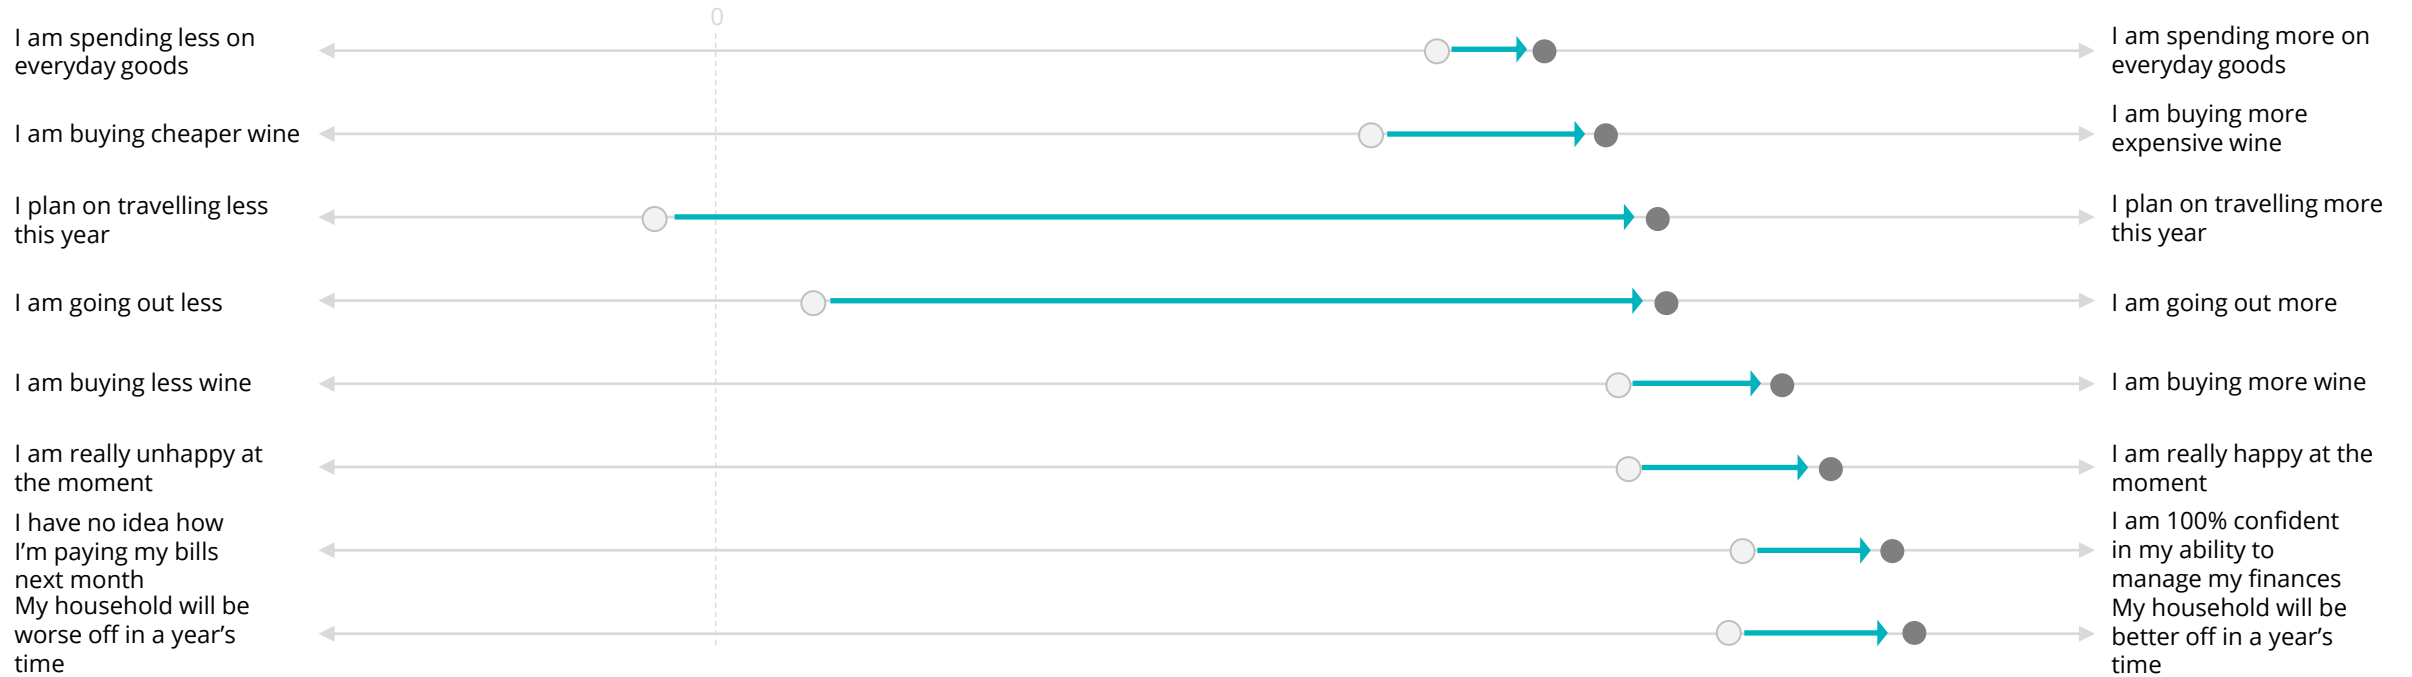 0
I am spending less on
everyday goods
I am spending more on
everyday goods
I am buying cheaper wine
I am buying more
expensive wine
I plan on travelling less
this year
I plan on travelling more
this year
I am going out less
I am going out more
I am buying less wine
I am buying more wine
I am really unhappy at
the moment
I am really happy at the
moment
I have no idea how
I’m paying my bills
next month
I am 100% confident
in my ability to
manage my finances
My household will be
worse off in a year’s
time
My household will be
better off in a year’s
time